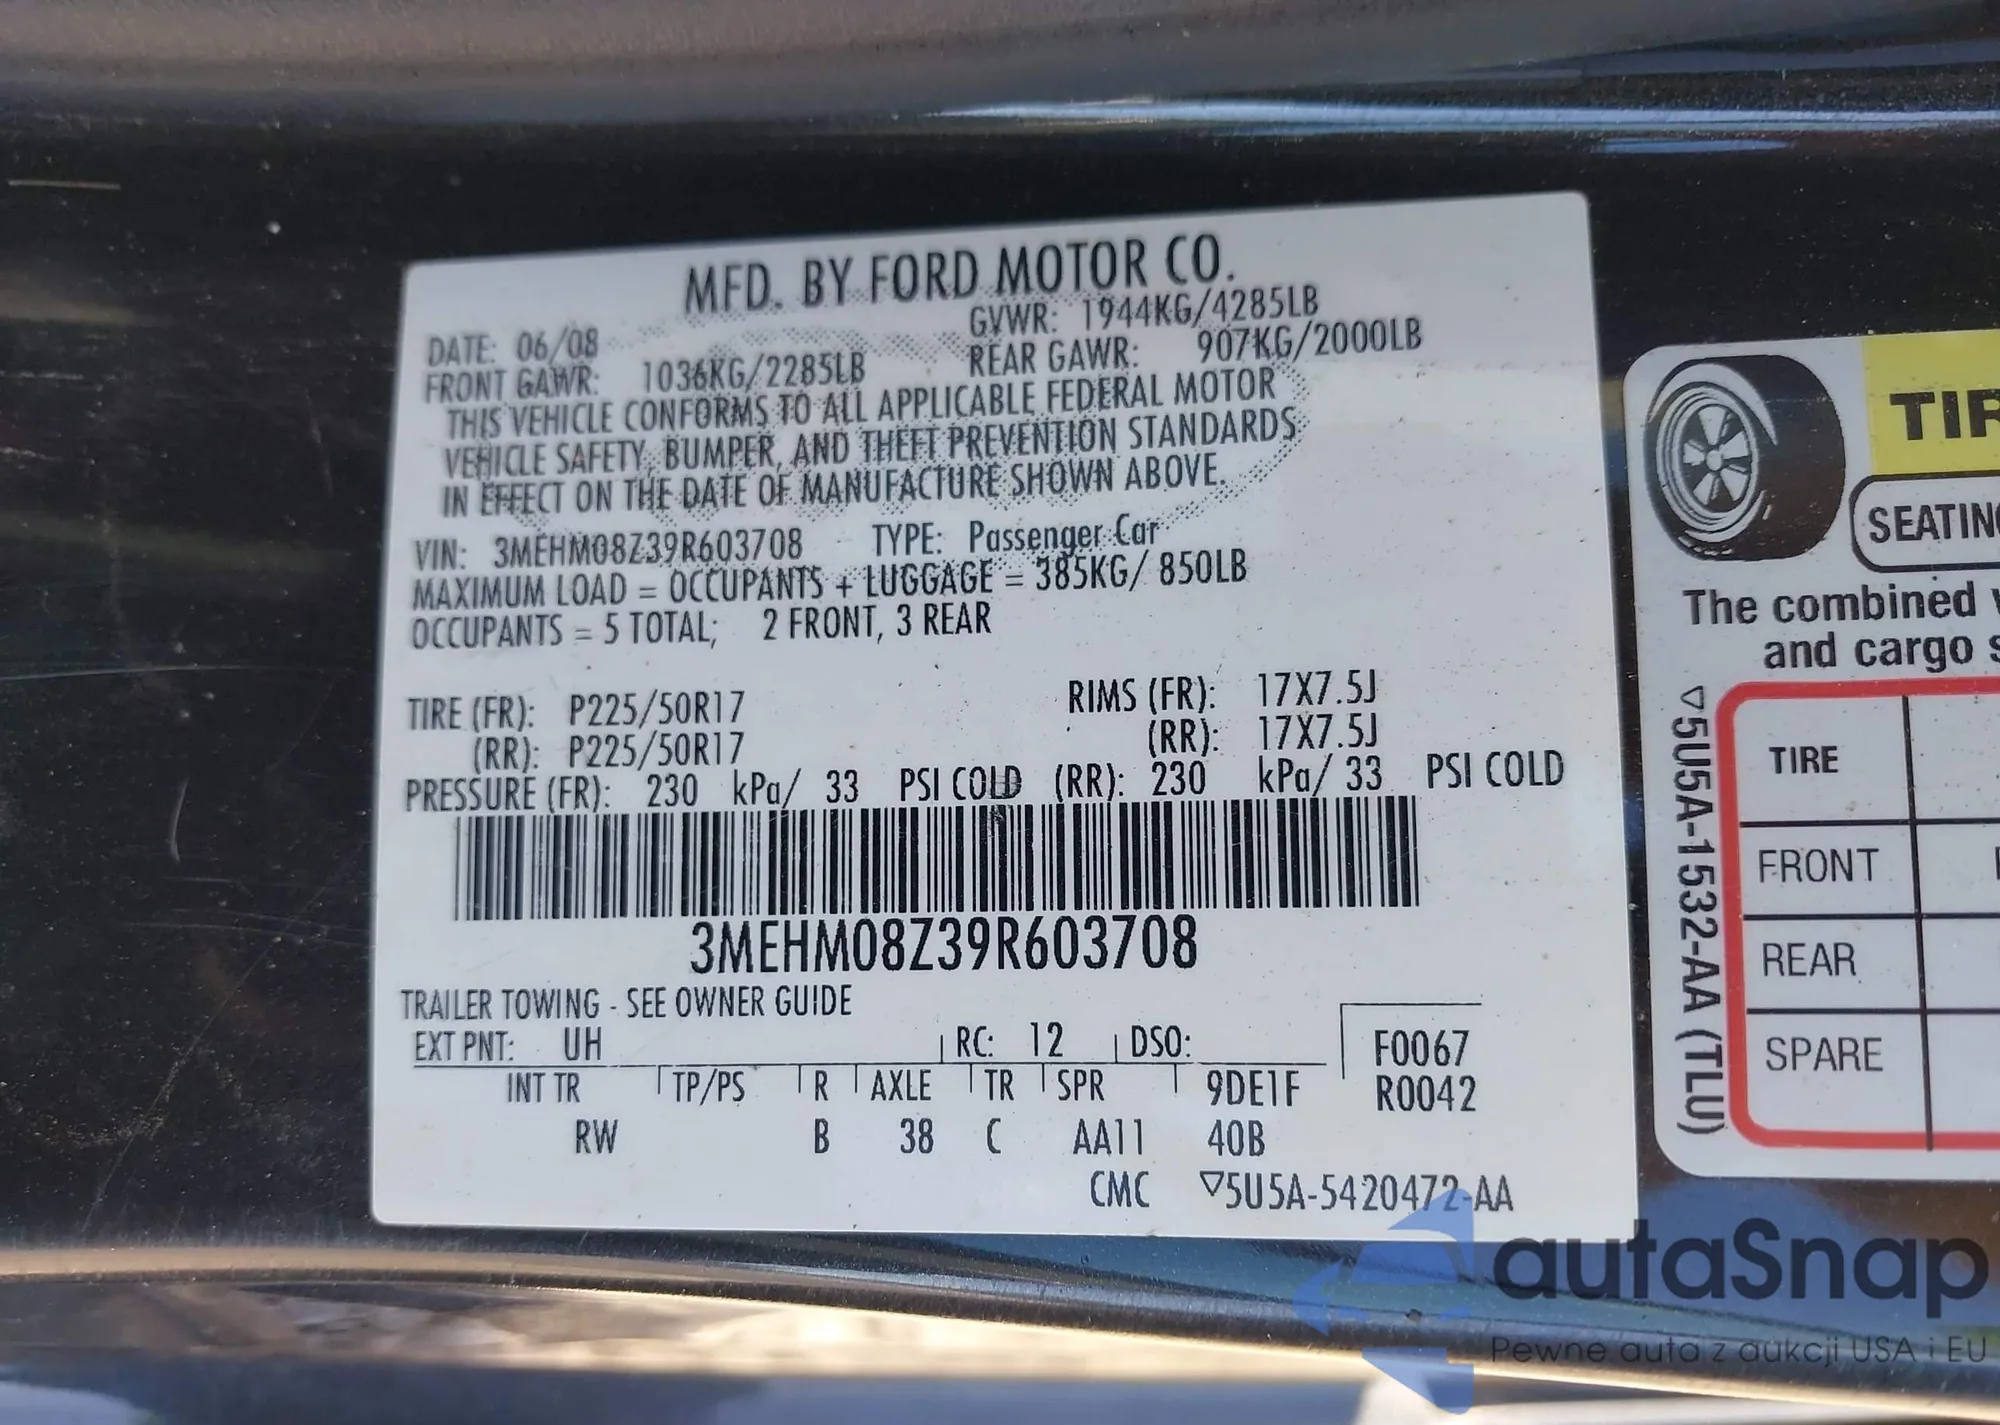 MFD. BY FORD MOTOR CO.
DATE: 06/08 GVWR: 1944KG/4285LB
FRONT GAWR: 1036KG/2285LB REAR GAWR: 907KG/2000LB
THIS VEHICLE CONFORMS TO ALL APPLICABLE FEDERAL MOTOR
VEHICLE SAFETY, BUMPER, AND THEFT PREVENTION STANDARDS
IN EFFECT ON THE DATE OF MANUFACTURE SHOWN ABOVE.
VIN: 3MEHM08Z39R603708 TYPE: Passenger Car
MAXIMUM LOAD = OCCUPANTS + LUGGAGE = 385KG/ 850LB
OCCUPANTS = 5 TOTAL; 2 FRONT, 3 REAR
TIRE (FR): P225/50R17 RIMS (FR): 17X7.5J
(RR): P225/50R17 (RR): 17X7.5J
PRESSURE (FR): 230 kPa/ 33 PSI COLD (RR): 230 kPa/ 33 PSI COLD
3MEHM08Z39R603708
TRAILER TOWING - SEE OWNER GUIDE
EXT PNT: UH RC: 12 DSO: F0067
INT TR TP/PS R AXLE TR SPR 9DE1F R0042
RW B 38 C AA11 40B
CMC ▽5U5A-5420472-AA
TIR
SEATIN
The combined
and cargo s
▽5U5A-1532-AA (TLU)
TIRE
FRONT
REAR
SPARE
autaSnap
Pewne auta z aukcji USA i EU